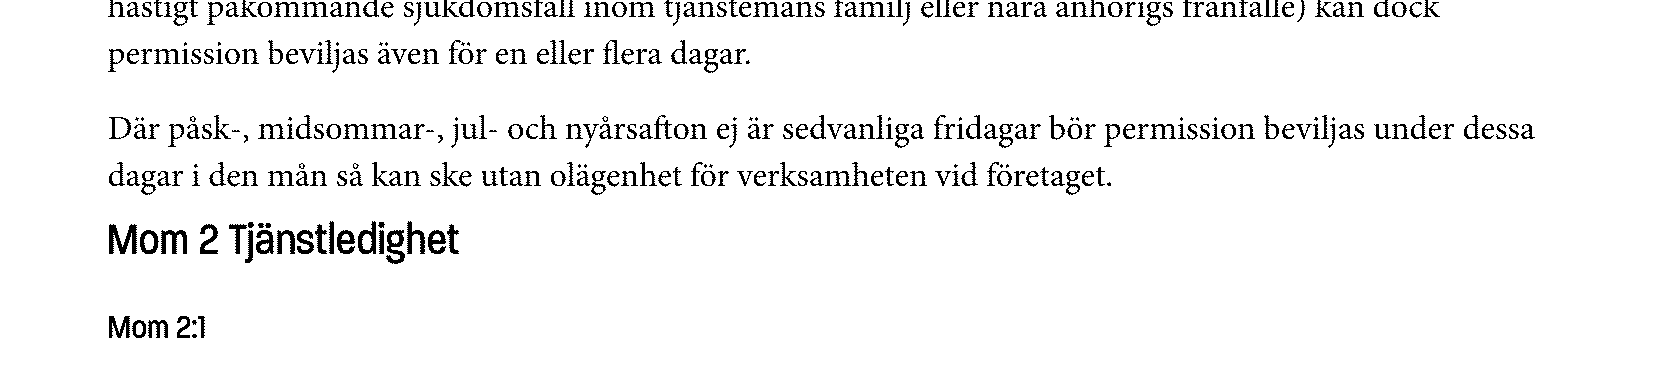 hastigt påkommande sjukdomsfall inom tjänstemans familj eller nära anhörigs frånfälle) kan dock
permission beviljas även för en eller flera dagar.
Där påsk-, midsommar-, jul- och nyårsafton ej är sedvanliga fridagar bör permission beviljas under dessa
dagar i den mån så kan ske utan olägenhet för verksamheten vid företaget.
Mom 2 Tjänstledighet
Mom 2:1